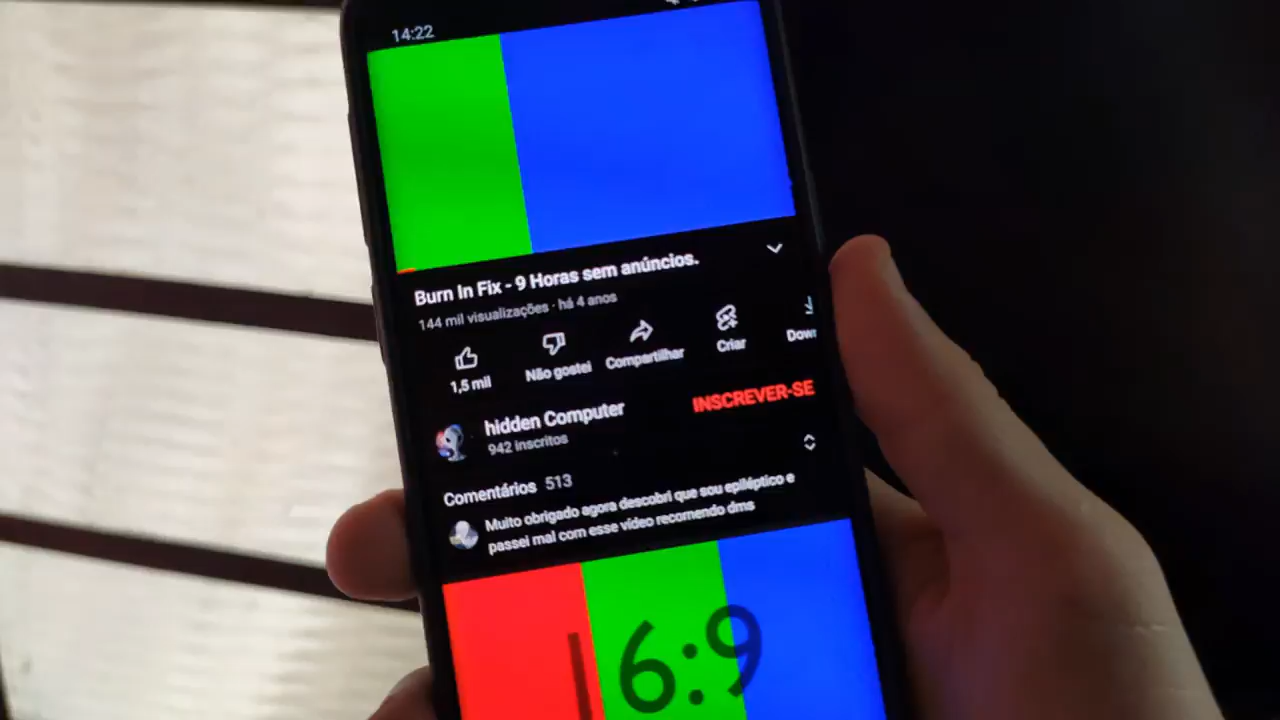 14:22
Burn In Fix - 9 Horas sem anúncios.
144 mil visualizações · há 4 anos
1,5 mil
Não gostei
Compartilhar
Criar
Down
hidden Computer
INSCREVER-SE
942 inscritos
Comentários 513
Muito obrigado agora descobri que sou epiléptico e
passei mal com esse vídeo recomendo dms
16:9